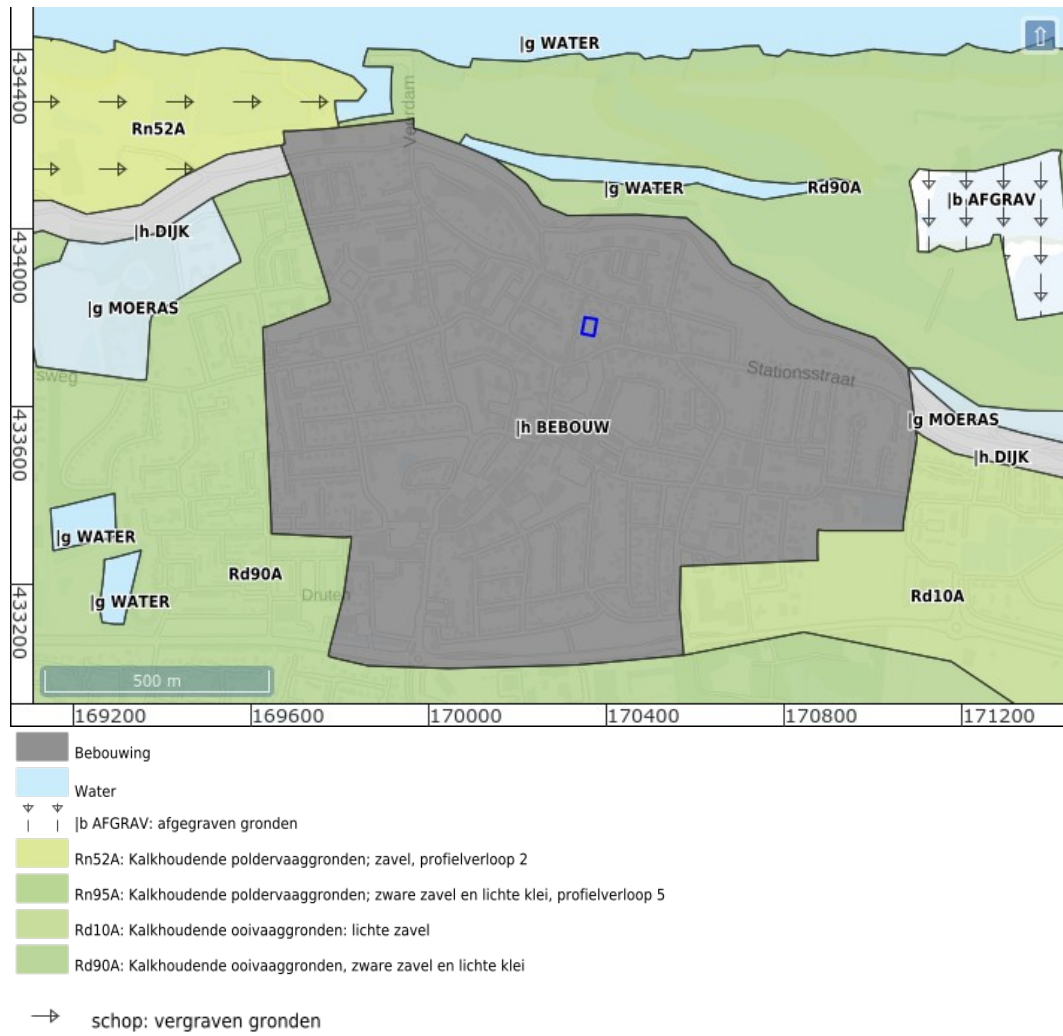 |g WATER
434400
Veerdam
Rn52A
|g WATER
Rd90A
|b AFGRAV
|h DIJK
434000
|g MOERAS
sweg
Stationsstraat
|g MOERAS
|h BEBOUW
433600
|h DIJK
|g WATER
Rd90A
Druten
Rd10A
|g WATER
433200
500 m
169200
169600
170000
170400
170800
171200
Bebouwing
Water
|b AFGRAV: afgegraven gronden
Rn52A: Kalkhoudende poldervaaggronden; zavel, profielverloop 2
Rn95A: Kalkhoudende poldervaaggronden; zware zavel en lichte klei, profielverloop 5
Rd10A: Kalkhoudende ooivaaggronden: lichte zavel
Rd90A: Kalkhoudende ooivaaggronden, zware zavel en lichte klei
schop: vergraven gronden